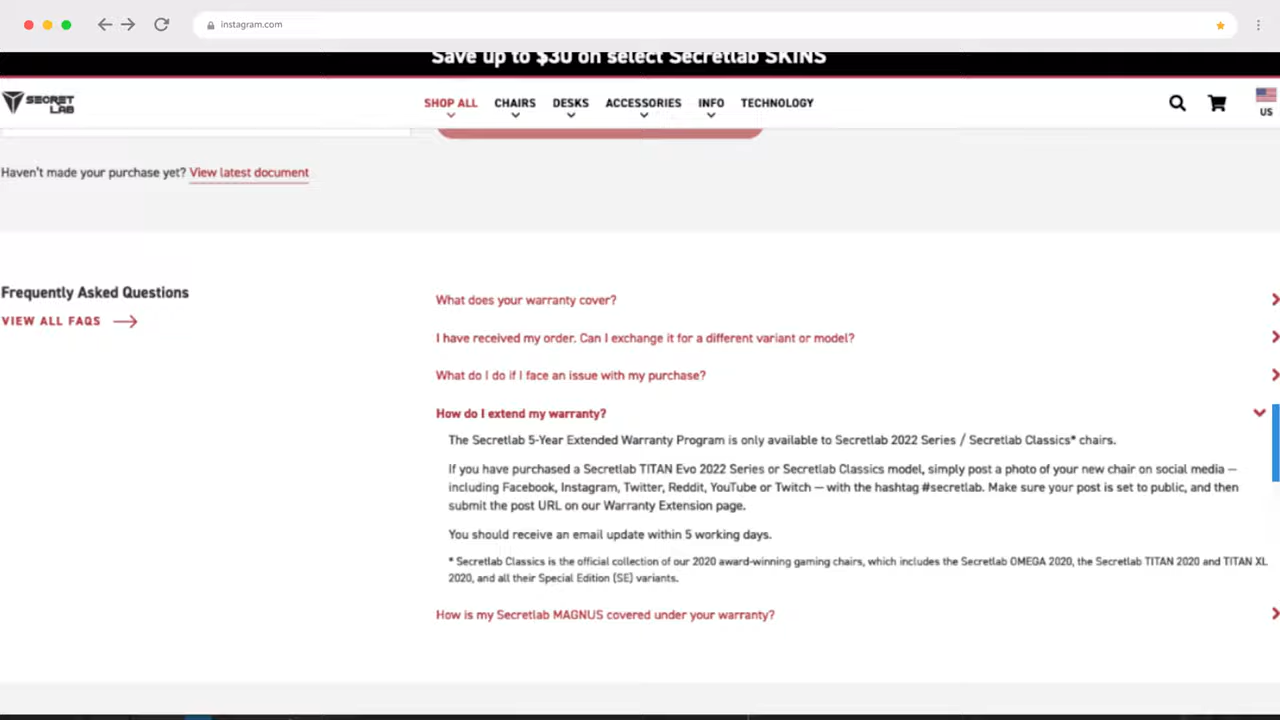 instagram.com
Save up to $30 on select Secretlab SKINS
SECRET
LAB
SHOP ALL CHAIRS DESKS ACCESSORIES INFO TECHNOLOGY
US
Haven't made your purchase yet? View latest document
Frequently Asked Questions
VIEW ALL FAQS
What does your warranty cover?
I have received my order. Can I exchange it for a different variant or model?
What do I do if I face an issue with my purchase?
How do I extend my warranty?
The Secretlab 5-Year Extended Warranty Program is only available to Secretlab 2022 Series / Secretlab Classics* chairs.
If you have purchased a Secretlab TITAN Evo 2022 Series or Secretlab Classics model, simply post a photo of your new chair on social media —
including Facebook, Instagram, Twitter, Reddit, YouTube or Twitch — with the hashtag #secretlab. Make sure your post is set to public, and then
submit the post URL on our Warranty Extension page.
You should receive an email update within 5 working days.
* Secretlab Classics is the official collection of our 2020 award-winning gaming chairs, which includes the Secretlab OMEGA 2020, the Secretlab TITAN 2020 and TITAN XL
2020, and all their Special Edition (SE) variants.
How is my Secretlab MAGNUS covered under your warranty?